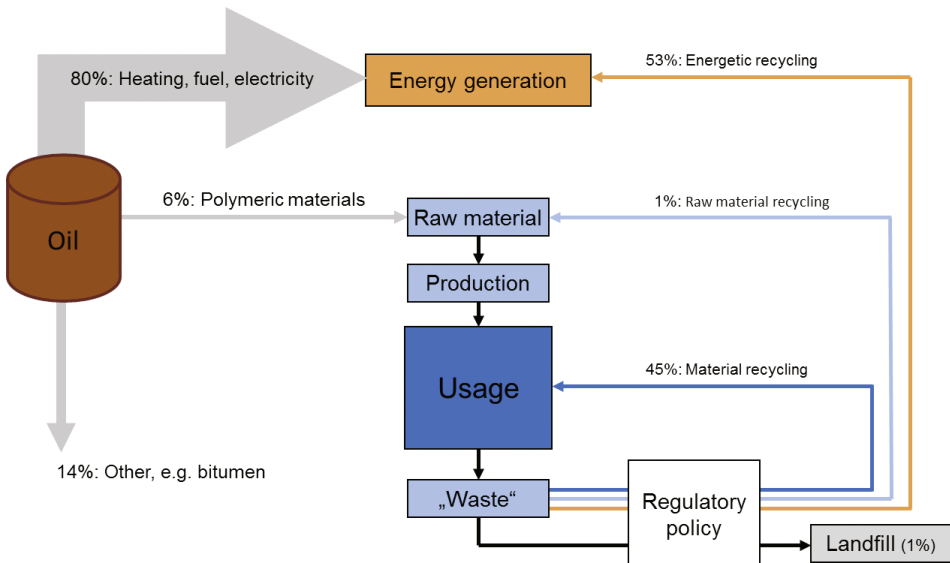 80%: Heating, fuel, electricity
Energy generation
53%: Energetic recycling
Oil
6%: Polymeric materials
Raw material
1%: Raw material recycling
Production
Usage
45%: Material recycling
14%: Other, e.g. bitumen
„Waste“
Regulatory
policy
Landfill (1%)